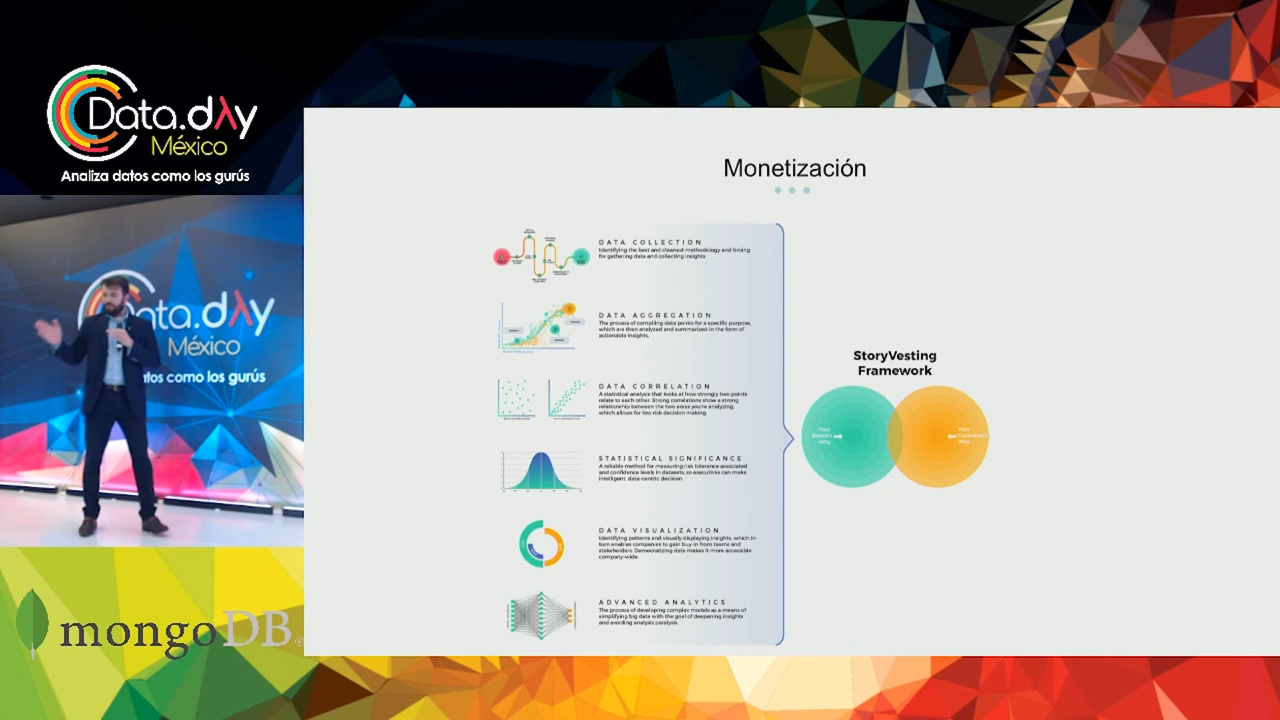 Data.dλy
México
Analiza datos como los gurús
Data.dλy
México
datos como los gurús
mongoDB
Monetización
DATA COLLECTION
Identifying the best and cleanest methodology and timing
for gathering data and collecting insights.
DATA AGGREGATION
The process of compiling data points for a specific purpose,
which are then analyzed and summarized in the form of
actionable insights.
DATA CORRELATION
A statistical analysis that looks at how strongly two points
relate to each other. Strong correlations show a strong
relationship between the two areas you're analyzing,
which allows for low risk decision making.
STATISTICAL SIGNIFICANCE
A reliable method for measuring risk tolerance associated
and confidence levels in datasets, so executives can make
intelligent, data-centric decision
DATA VISUALIZATION
Identifying patterns and visually displaying insights, which in
turn enables companies to gain buy-in from teams and
stakeholders. Democratizing data makes it more accessible
company-wide.
ADVANCED ANALYTICS
The process of developing complex models as a means of
simplifying big data with the goal of deepening insights
and avoiding analysis paralysis.
StoryVesting
Framework
Your
Brand's
Why
Your
Customer's
Why